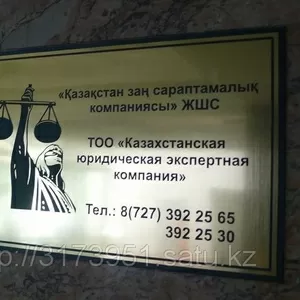 «Қазақстан заң сараптамалық
компаниясы» ЖШС
ТОО «Казахстанская
юридическая экспертная
компания»
Тел.: 8(727) 392 25 65
392 25 30
http://3173951.satu.kz